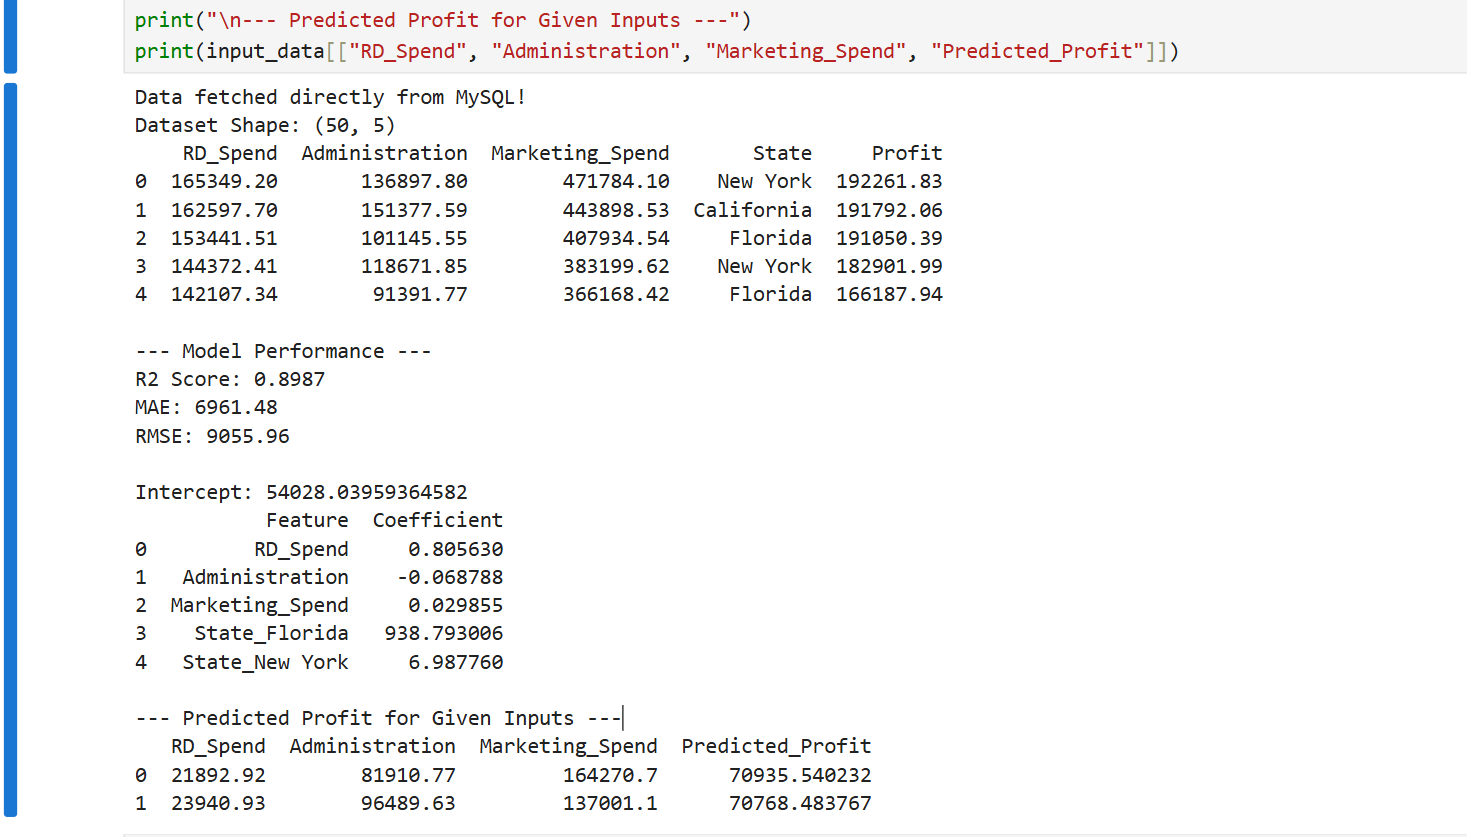 print("\n--- Predicted Profit for Given Inputs ---")
print(input_data[["RD_Spend", "Administration", "Marketing_Spend", "Predicted_Profit"]])
Data fetched directly from MySQL!
Dataset Shape: (50, 5)
    RD_Spend  Administration  Marketing_Spend       State     Profit
0  165349.20       136897.80        471784.10    New York  192261.83
1  162597.70       151377.59        443898.53  California  191792.06
2  153441.51       101145.55        407934.54     Florida  191050.39
3  144372.41       118671.85        383199.62    New York  182901.99
4  142107.34        91391.77        366168.42     Florida  166187.94
--- Model Performance ---
R2 Score: 0.8987
MAE: 6961.48
RMSE: 9055.96
Intercept: 54028.03959364582
           Feature  Coefficient
0         RD_Spend     0.805630
1   Administration    -0.068788
2  Marketing_Spend     0.029855
3    State_Florida   938.793006
4   State_New York     6.987760
--- Predicted Profit for Given Inputs ---
   RD_Spend  Administration  Marketing_Spend  Predicted_Profit
0  21892.92        81910.77         164270.7      70935.540232
1  23940.93        96489.63         137001.1      70768.483767